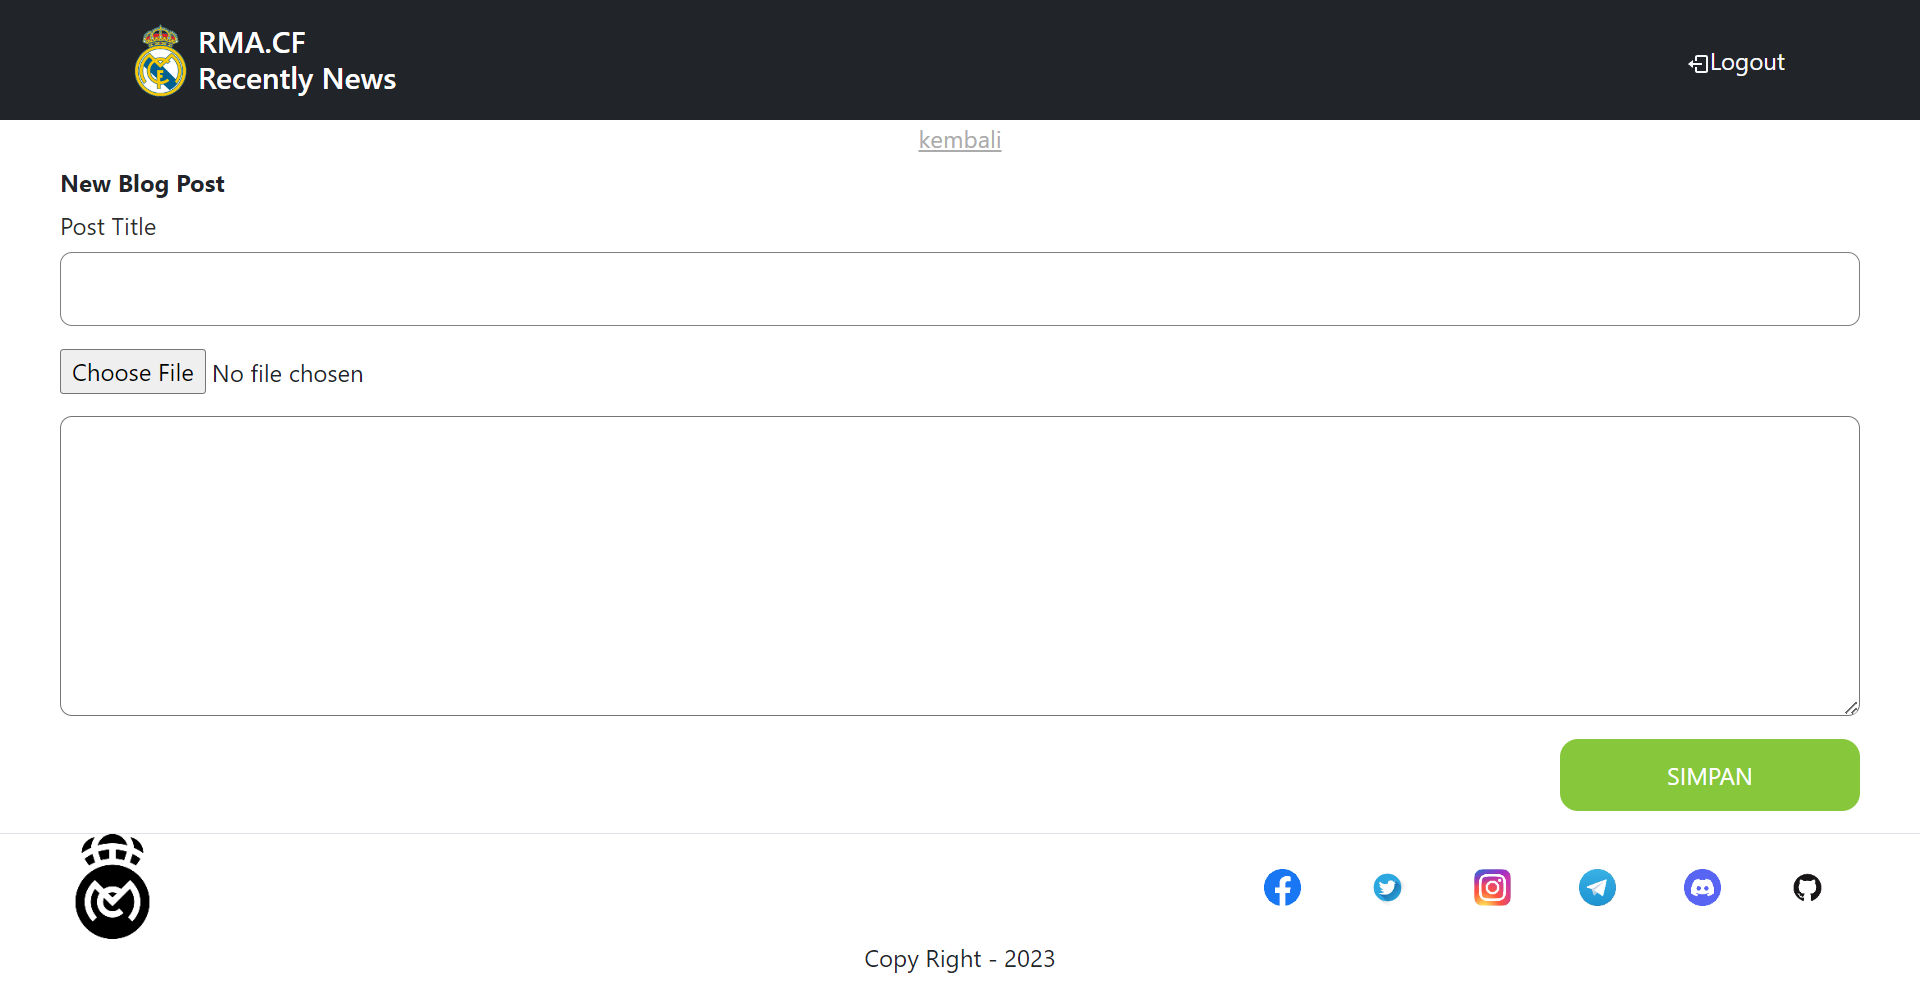 RMA.CF
Recently News
Logout
kembali
New Blog Post
Post Title
Choose File No file chosen
SIMPAN
Copy Right - 2023